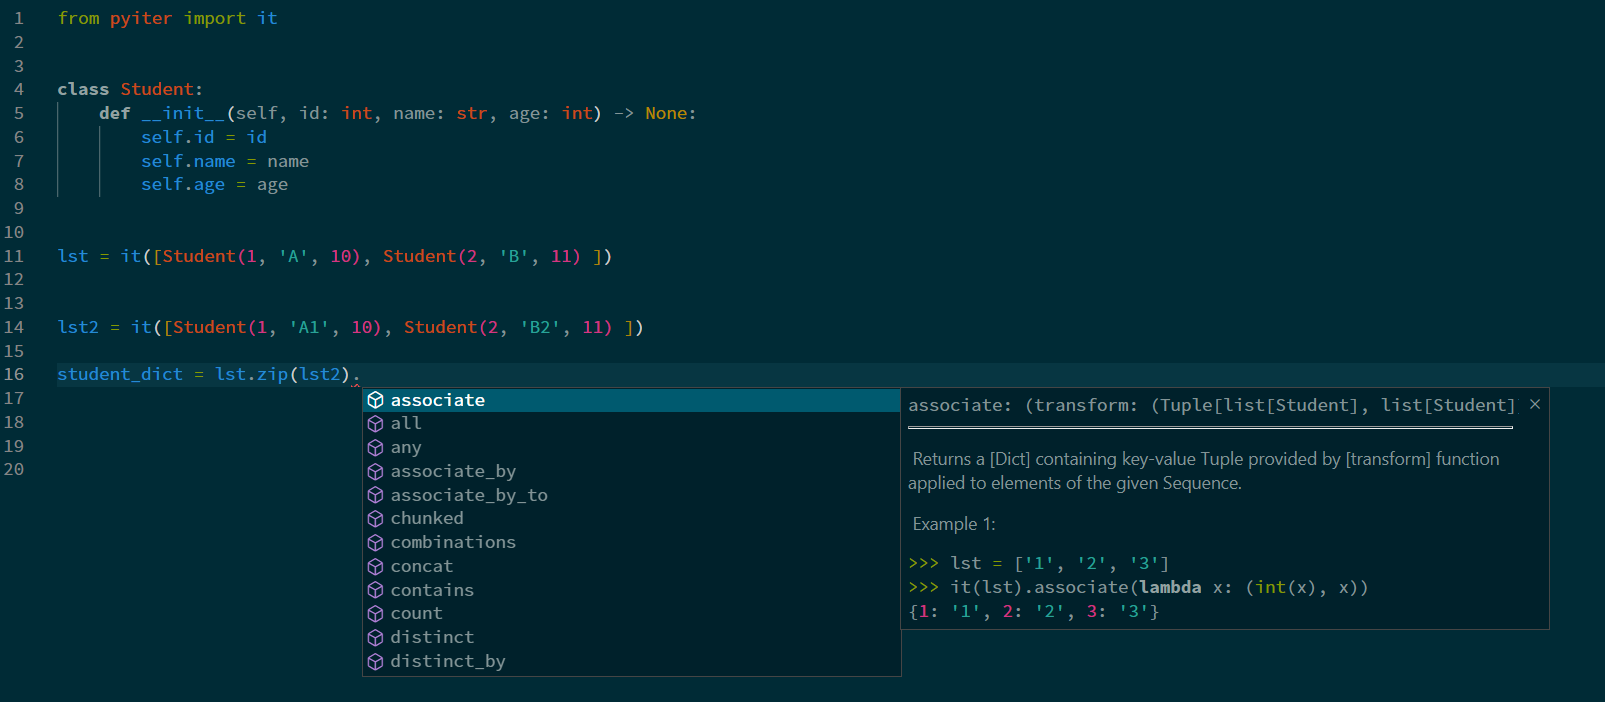 1 from pyiter import it
2
3
4 class Student:
5 def __init__(self, id: int, name: str, age: int) -> None:
6 self.id = id
7 self.name = name
8 self.age = age
9
10
11 lst = it([Student(1, 'A', 10), Student(2, 'B', 11) ])
12
13
14 lst2 = it([Student(1, 'A1', 10), Student(2, 'B2', 11) ])
15
16 student_dict = lst.zip(lst2).
17
18
19
20
associate
all
any
associate_by
associate_by_to
chunked
combinations
concat
contains
count
distinct
distinct_by
associate: (transform: (Tuple[list[Student], list[Student]
Returns a [Dict] containing key-value Tuple provided by [transform] function
applied to elements of the given Sequence.
Example 1:
>>> lst = ['1', '2', '3']
>>> it(lst).associate(lambda x: (int(x), x))
{1: '1', 2: '2', 3: '3'}